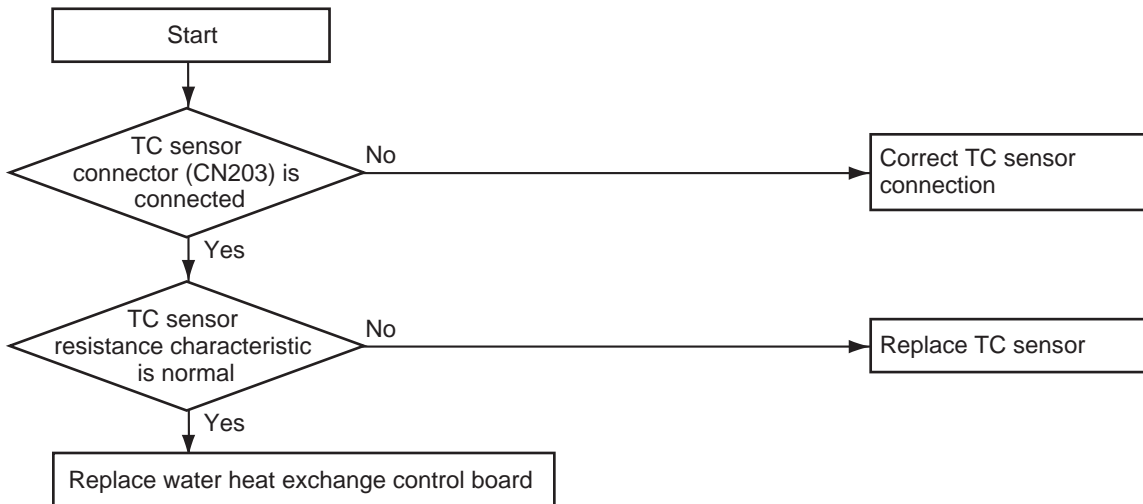 Start
TC sensor
connector (CN203) is
connected
No
Correct TC sensor
connection
Yes
TC sensor
resistance characteristic
is normal
No
Replace TC sensor
Yes
Replace water heat exchange control board